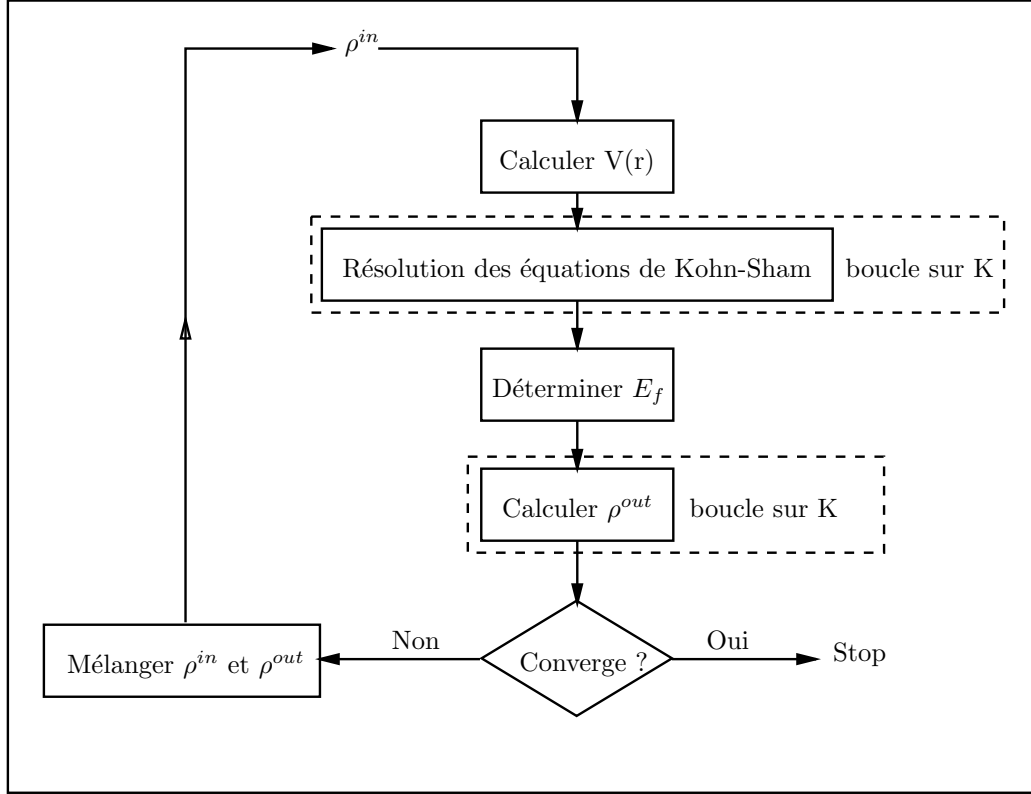 ρ^{in}
Calculer V(r)
Résolution des équations de Kohn-Sham
boucle sur K
Déterminer E_f
Calculer ρ^{out}
boucle sur K
Non
Converge ?
Oui
Stop
Mélanger ρ^{in} et ρ^{out}